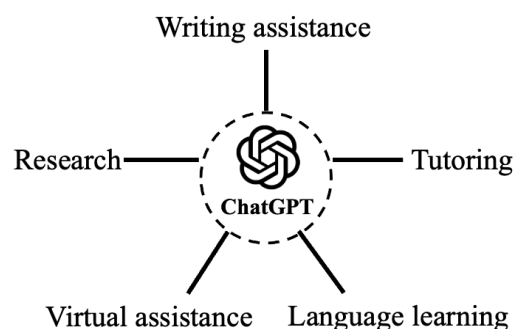 Writing assistance
Research
Tutoring
ChatGPT
Virtual assistance
Language learning